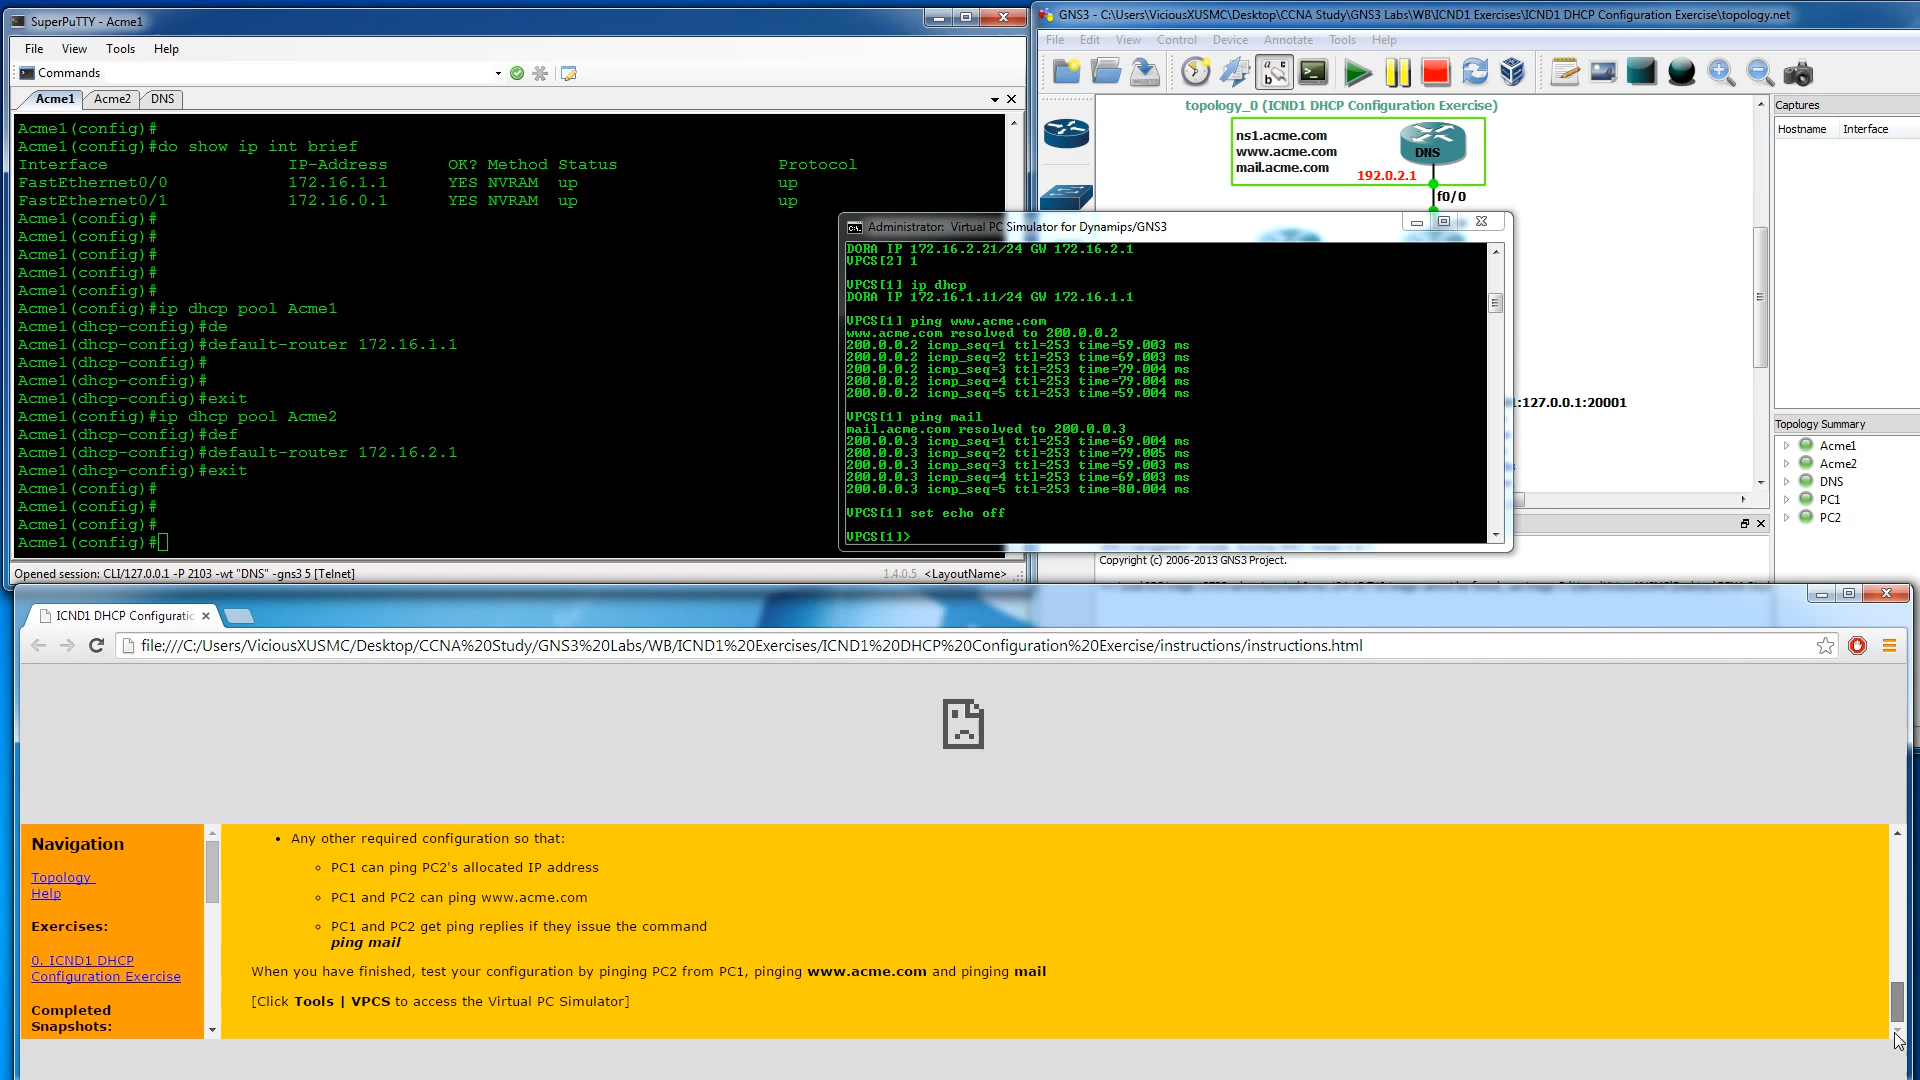 SuperPuTTY - Acme1
File View Tools Help
Commands
Acme1 Acme2 DNS
Acme1(config)#
Acme1(config)#do show ip int brief
Interface IP-Address OK? Method Status Protocol
FastEthernet0/0 172.16.1.1 YES NVRAM up up
FastEthernet0/1 172.16.0.1 YES NVRAM up up
Acme1(config)#
Acme1(config)#
Acme1(config)#
Acme1(config)#
Acme1(config)#
Acme1(config)#ip dhcp pool Acme1
Acme1(dhcp-config)#de
Acme1(dhcp-config)#default-router 172.16.1.1
Acme1(dhcp-config)#
Acme1(dhcp-config)#
Acme1(dhcp-config)#exit
Acme1(config)#ip dhcp pool Acme2
Acme1(dhcp-config)#def
Acme1(dhcp-config)#default-router 172.16.2.1
Acme1(dhcp-config)#exit
Acme1(config)#
Acme1(config)#
Acme1(config)#
Acme1(config)#
Opened session: CLI/127.0.0.1 -P 2103 -wt "DNS" -gns3 5 [Telnet]
1.4.0.5 <LayoutName>
GNS3 - C:\Users\ViciousXUSMC\Desktop\CCNA Study\GNS3 Labs\WB\ICND1 Exercises\ICND1 DHCP Configuration Exercise\topology.net
File Edit View Control Device Annotate Tools Help
topology_0 (ICND1 DHCP Configuration Exercise)
ns1.acme.com
www.acme.com
mail.acme.com
DNS
192.0.2.1
f0/0
:127.0.0.1:20001
Captures
Hostname Interface
Topology Summary
Acme1
Acme2
DNS
PC1
PC2
Copyright (c) 2006-2013 GNS3 Project.
Administrator: Virtual PC Simulator for Dynamips/GNS3
DORA IP 172.16.2.21/24 GW 172.16.2.1
VPCS[2] 1
VPCS[1] ip dhcp
DORA IP 172.16.1.11/24 GW 172.16.1.1
VPCS[1] ping www.acme.com
www.acme.com resolved to 200.0.0.2
200.0.0.2 icmp_seq=1 ttl=253 time=59.003 ms
200.0.0.2 icmp_seq=2 ttl=253 time=69.003 ms
200.0.0.2 icmp_seq=3 ttl=253 time=79.004 ms
200.0.0.2 icmp_seq=4 ttl=253 time=79.004 ms
200.0.0.2 icmp_seq=5 ttl=253 time=59.004 ms
VPCS[1] ping mail
mail.acme.com resolved to 200.0.0.3
200.0.0.3 icmp_seq=1 ttl=253 time=69.004 ms
200.0.0.3 icmp_seq=2 ttl=253 time=79.005 ms
200.0.0.3 icmp_seq=3 ttl=253 time=59.003 ms
200.0.0.3 icmp_seq=4 ttl=253 time=69.003 ms
200.0.0.3 icmp_seq=5 ttl=253 time=80.004 ms
VPCS[1] set echo off
VPCS[1]>
ICND1 DHCP Configuratic
file:///C:/Users/ViciousXUSMC/Desktop/CCNA%20Study/GNS3%20Labs/WB/ICND1%20Exercises/ICND1%20DHCP%20Configuration%20Exercise/instructions/instructions.html
Navigation
Topology
Help
Exercises:
0. ICND1 DHCP
Configuration Exercise
Completed
Snapshots:
• Any other required configuration so that:
PC1 can ping PC2's allocated IP address
PC1 and PC2 can ping www.acme.com
PC1 and PC2 get ping replies if they issue the command
ping mail
When you have finished, test your configuration by pinging PC2 from PC1, pinging www.acme.com and pinging mail
[Click Tools | VPCS to access the Virtual PC Simulator]